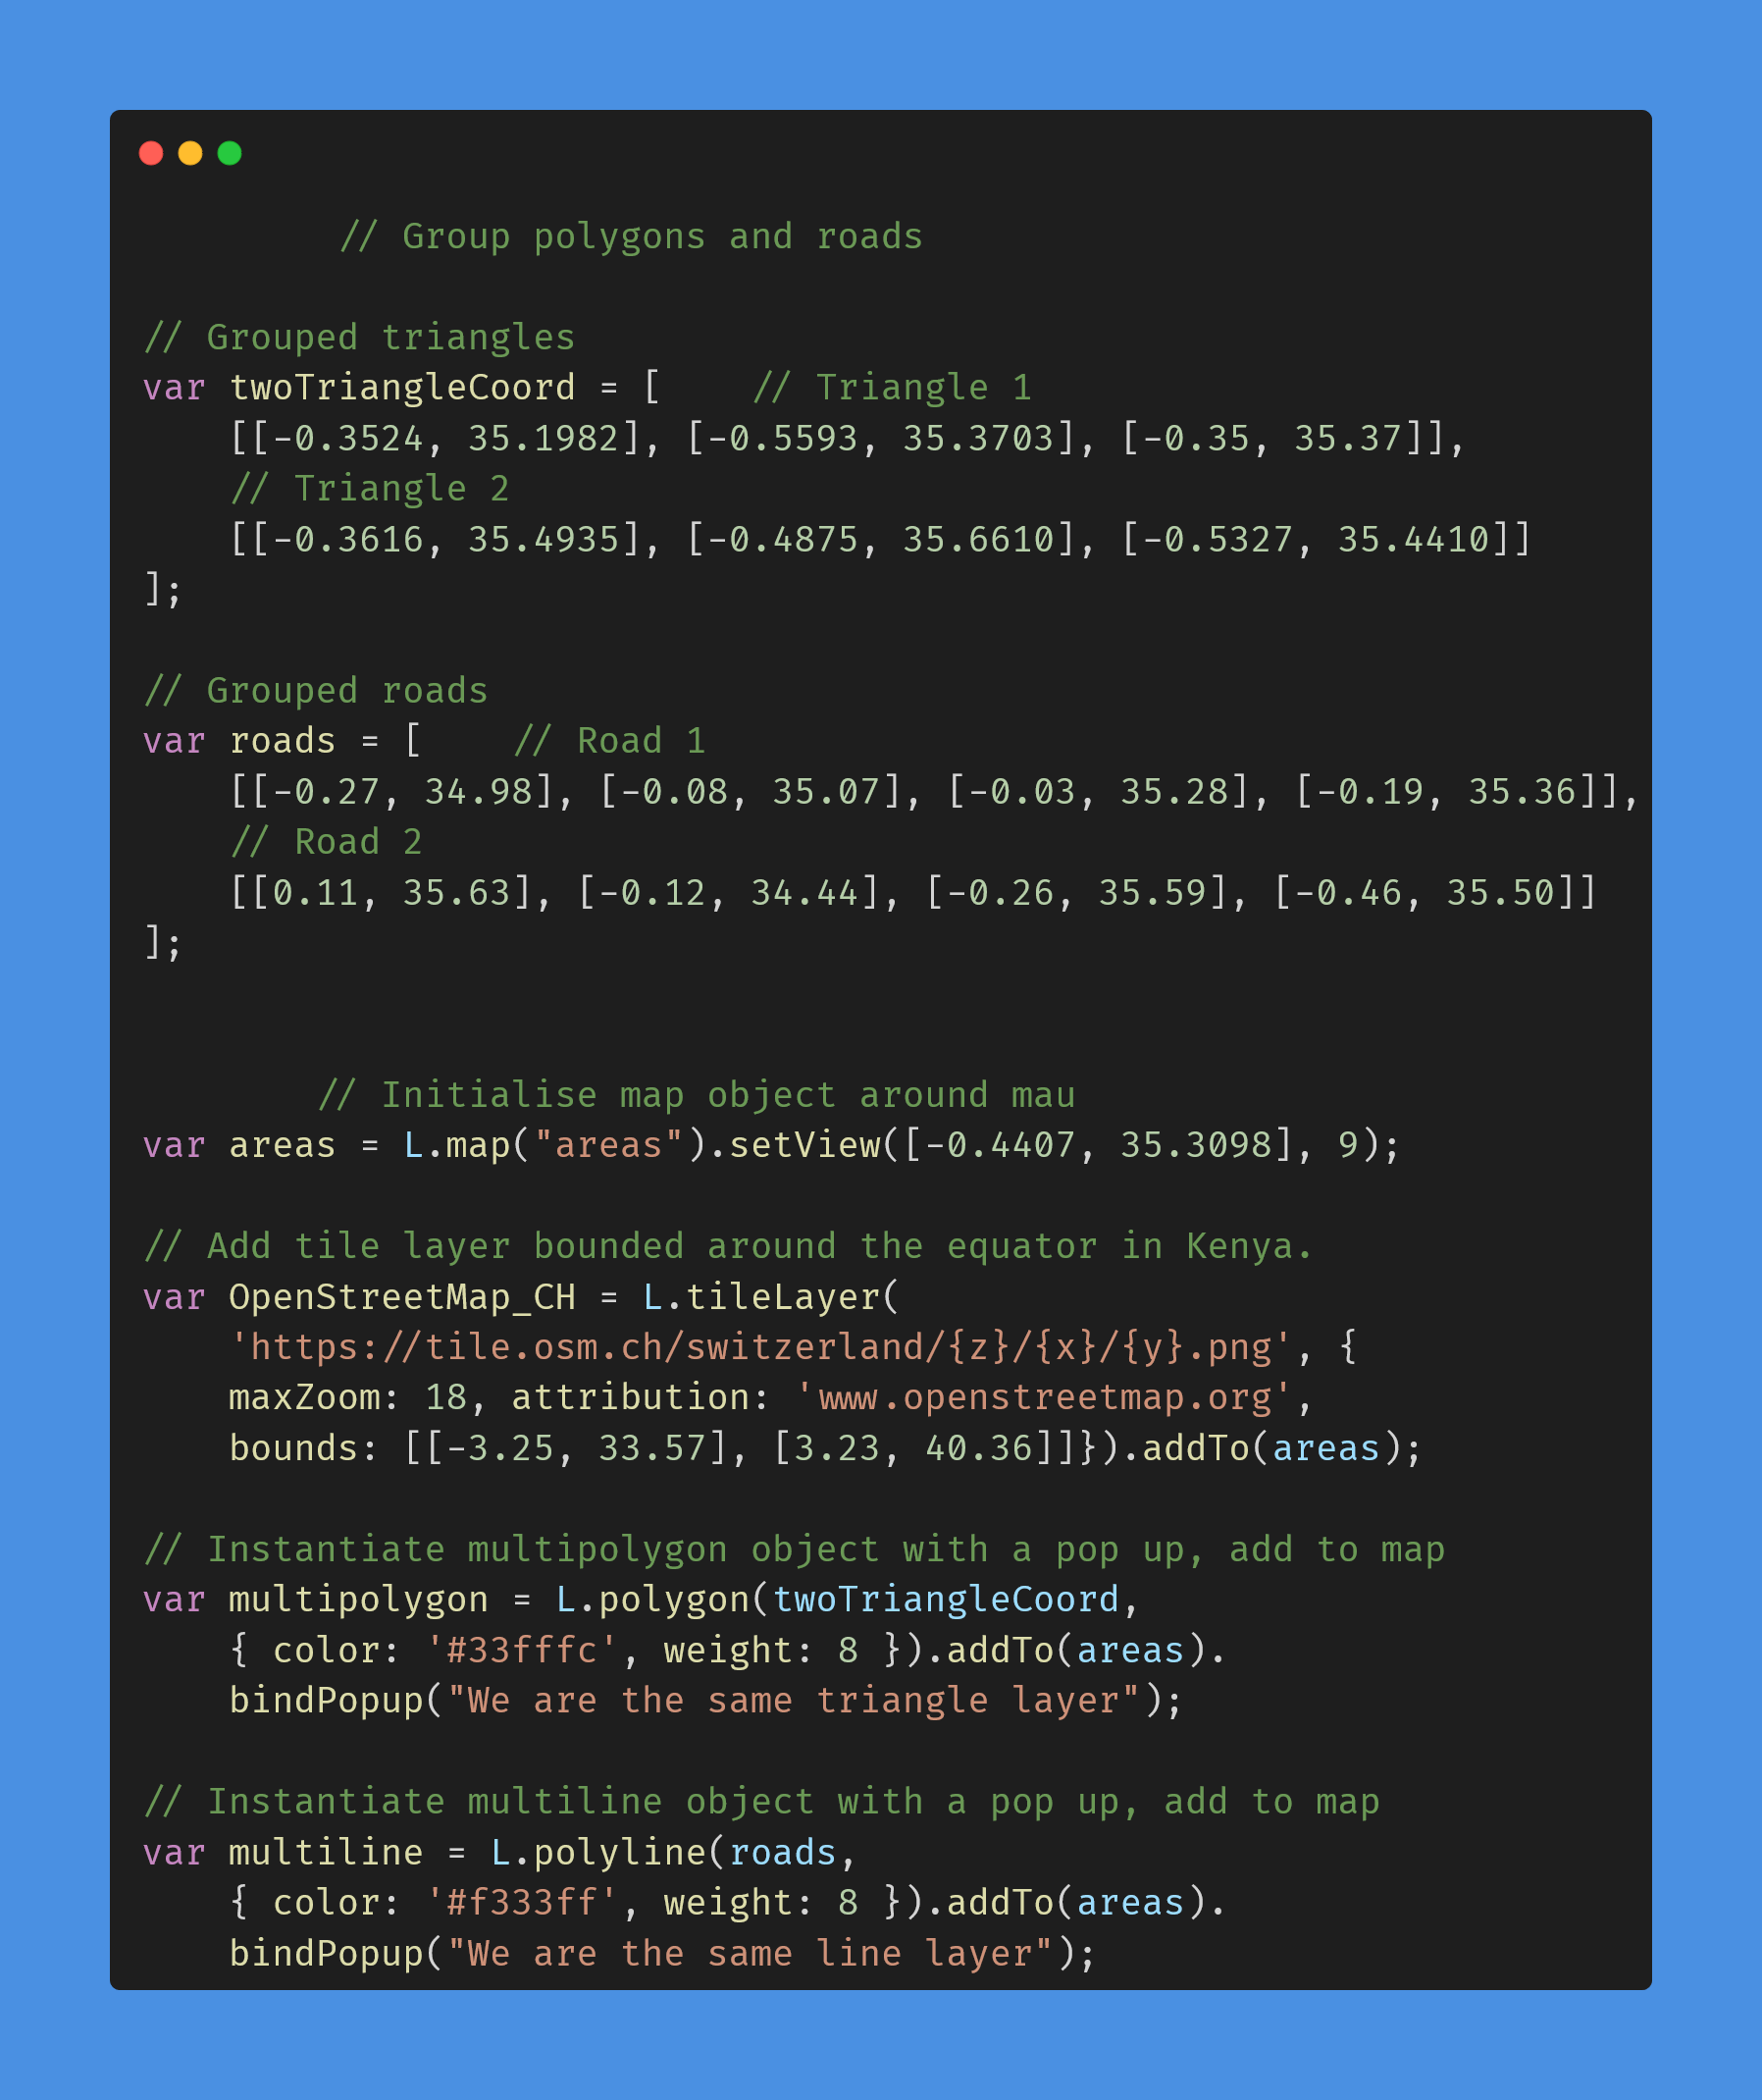 // Group polygons and roads
// Grouped triangles
var twoTriangleCoord = [    // Triangle 1
    [[-0.3524, 35.1982], [-0.5593, 35.3703], [-0.35, 35.37]],
    // Triangle 2
    [[-0.3616, 35.4935], [-0.4875, 35.6610], [-0.5327, 35.4410]]
];
// Grouped roads
var roads = [    // Road 1
    [[-0.27, 34.98], [-0.08, 35.07], [-0.03, 35.28], [-0.19, 35.36]],
    // Road 2
    [[0.11, 35.63], [-0.12, 34.44], [-0.26, 35.59], [-0.46, 35.50]]
];
        // Initialise map object around mau
var areas = L.map("areas").setView([-0.4407, 35.3098], 9);
// Add tile layer bounded around the equator in Kenya.
var OpenStreetMap_CH = L.tileLayer(
    'https://tile.osm.ch/switzerland/{z}/{x}/{y}.png', {
    maxZoom: 18, attribution: 'www.openstreetmap.org',
    bounds: [[-3.25, 33.57], [3.23, 40.36]]}).addTo(areas);
// Instantiate multipolygon object with a pop up, add to map
var multipolygon = L.polygon(twoTriangleCoord,
    { color: '#33fffc', weight: 8 }).addTo(areas).
    bindPopup("We are the same triangle layer");
// Instantiate multiline object with a pop up, add to map
var multiline = L.polyline(roads,
    { color: '#f333ff', weight: 8 }).addTo(areas).
    bindPopup("We are the same line layer");